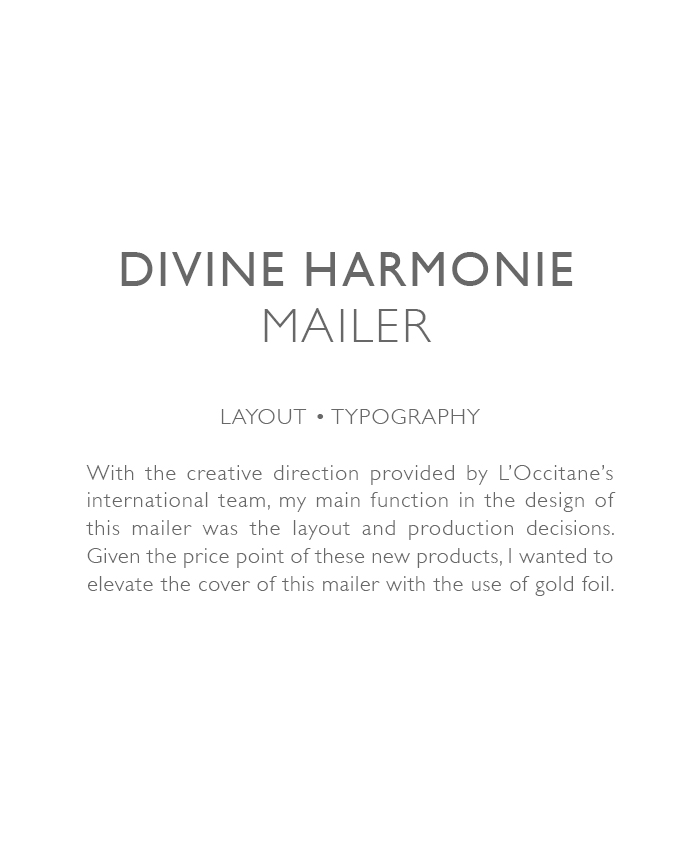 DIVINE HARMONIE
MAILER
LAYOUT • TYPOGRAPHY
With the creative direction provided by L’Occitane’s
international team, my main function in the design of
this mailer was the layout and production decisions.
Given the price point of these new products, I wanted to
elevate the cover of this mailer with the use of gold foil.